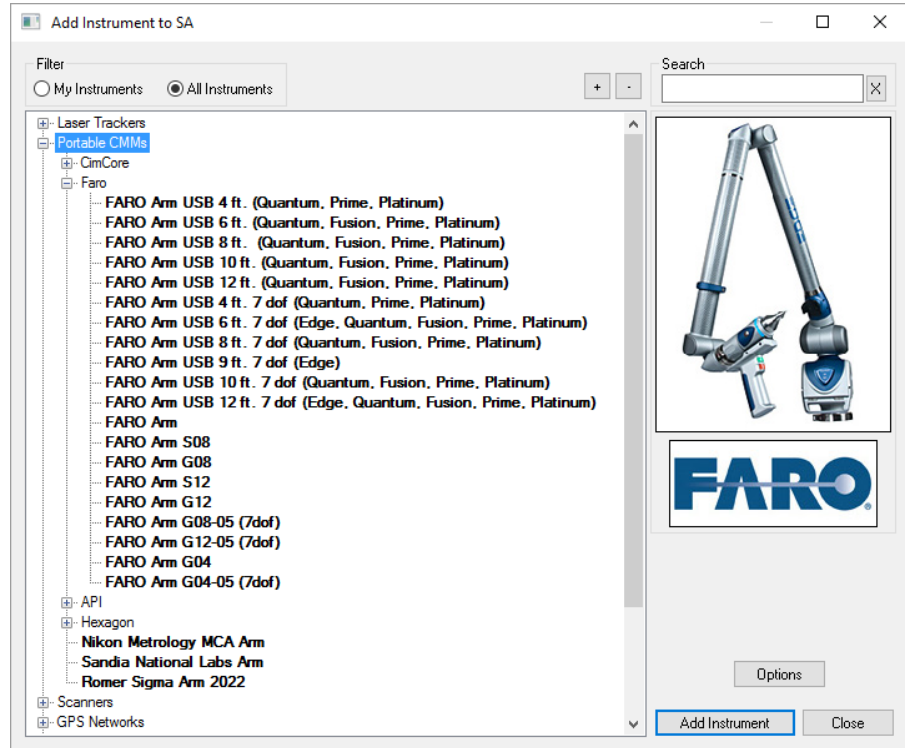 Add Instrument to SA
Filter
My Instruments All Instruments
+ -
Search
X
Laser Trackers
Portable CMMs
CimCore
Faro
FARO Arm USB 4 ft. (Quantum, Prime, Platinum)
FARO Arm USB 6 ft. (Quantum, Fusion, Prime, Platinum)
FARO Arm USB 8 ft. (Quantum, Fusion, Prime, Platinum)
FARO Arm USB 10 ft. (Quantum, Fusion, Prime, Platinum)
FARO Arm USB 12 ft. (Quantum, Fusion, Prime, Platinum)
FARO Arm USB 4 ft. 7 dof (Quantum, Prime, Platinum)
FARO Arm USB 6 ft. 7 dof (Edge, Quantum, Fusion, Prime, Platinum)
FARO Arm USB 8 ft. 7 dof (Quantum, Fusion, Prime, Platinum)
FARO Arm USB 9 ft. 7 dof (Edge)
FARO Arm USB 10 ft. 7 dof (Quantum, Fusion, Prime, Platinum)
FARO Arm USB 12 ft. 7 dof (Edge, Quantum, Fusion, Prime, Platinum)
FARO Arm
FARO Arm S08
FARO Arm G08
FARO Arm S12
FARO Arm G12
FARO Arm G08-05 (7dof)
FARO Arm G12-05 (7dof)
FARO Arm G04
FARO Arm G04-05 (7dof)
API
Hexagon
Nikon Metrology MCA Arm
Sandia National Labs Arm
Romer Sigma Arm 2022
Scanners
GPS Networks
FARO
FARO®
Options
Add Instrument Close